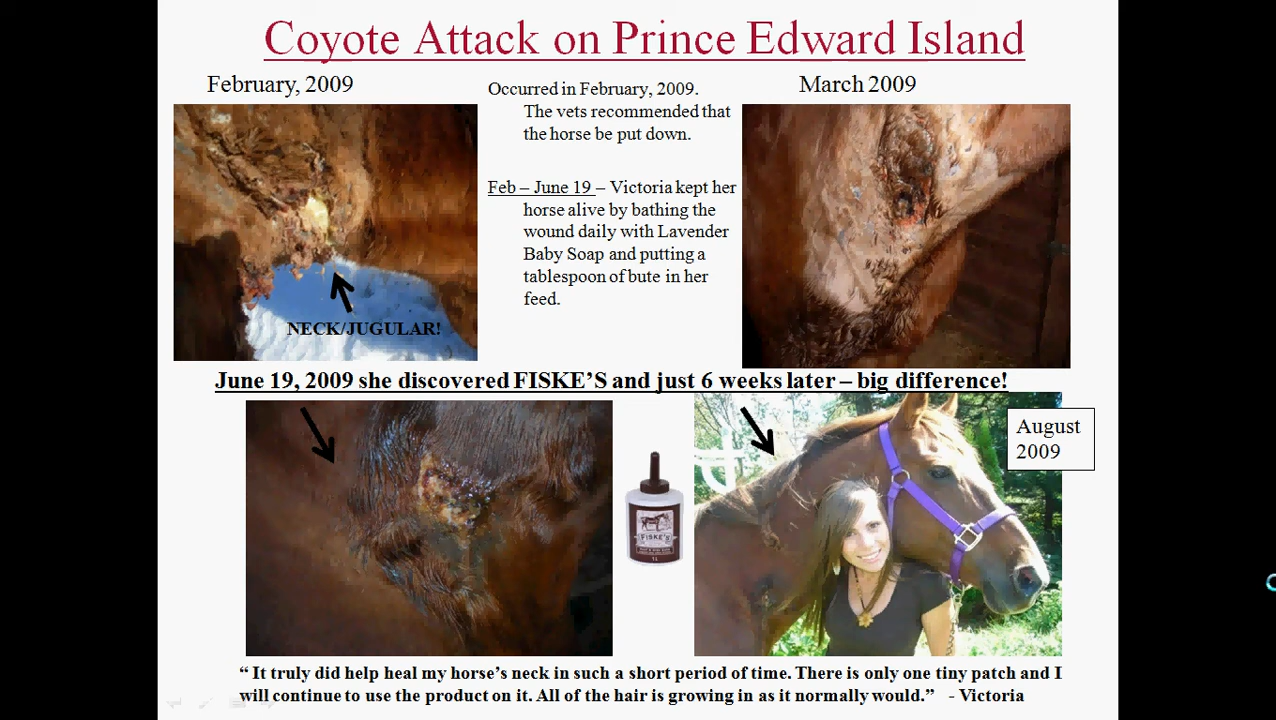 Coyote Attack on Prince Edward Island
February, 2009
Occurred in February, 2009.
The vets recommended that
the horse be put down.
Feb – June 19 – Victoria kept her
horse alive by bathing the
wound daily with Lavender
Baby Soap and putting a
tablespoon of bute in her
feed.
March 2009
NECK/JUGULAR!
June 19, 2009 she discovered FISKE'S and just 6 weeks later – big difference!
FISKE'S
August
2009
“ It truly did help heal my horse’s neck in such a short period of time. There is only one tiny patch and I
will continue to use the product on it. All of the hair is growing in as it normally would.”   - Victoria